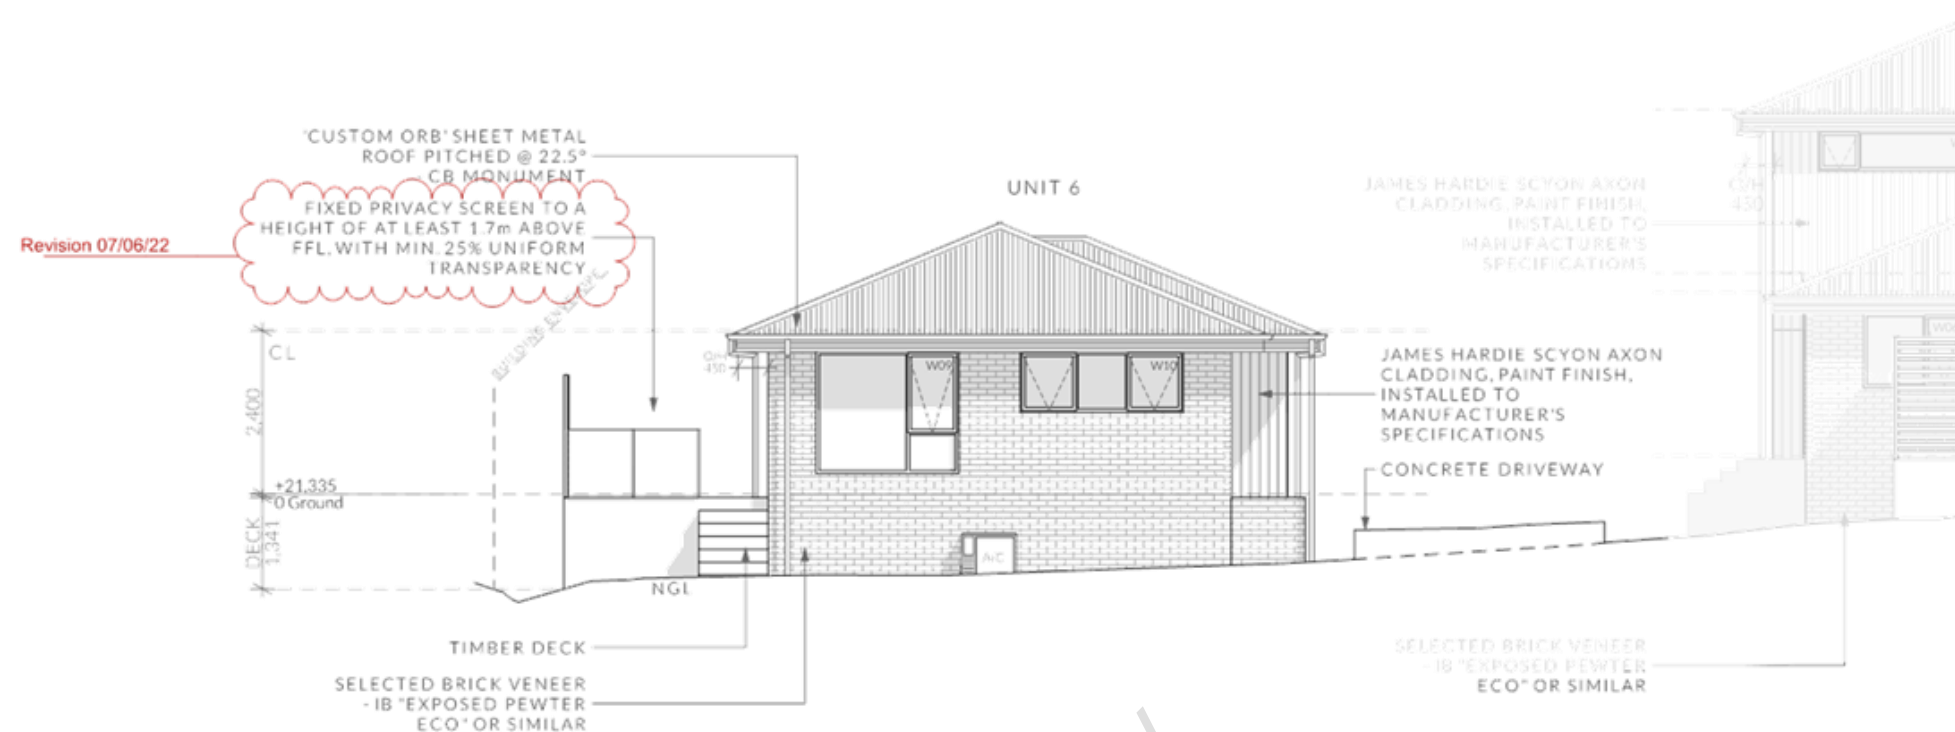 'CUSTOM ORB' SHEET METAL
ROOF PITCHED @ 22.5°
- CB MONUMENT
FIXED PRIVACY SCREEN TO A
HEIGHT OF AT LEAST 1.7m ABOVE
FFL, WITH MIN. 25% UNIFORM
TRANSPARENCY
Revision 07/06/22
BUILDING ENVELOPE
UNIT 6
JAMES HARDIE SCYON AXON
CLADDING, PAINT FINISH,
INSTALLED TO
MANUFACTURER'S
SPECIFICATIONS
O/H
450
CL
2,400
+21,335
0 Ground
DECK
1,341
O/H
450
W09
W10
A/C
NGL
JAMES HARDIE SCYON AXON
CLADDING, PAINT FINISH,
INSTALLED TO
MANUFACTURER'S
SPECIFICATIONS
CONCRETE DRIVEWAY
TIMBER DECK
SELECTED BRICK VENEER
- IB "EXPOSED PEWTER
ECO" OR SIMILAR
SELECTED BRICK VENEER
- IB "EXPOSED PEWTER
ECO" OR SIMILAR